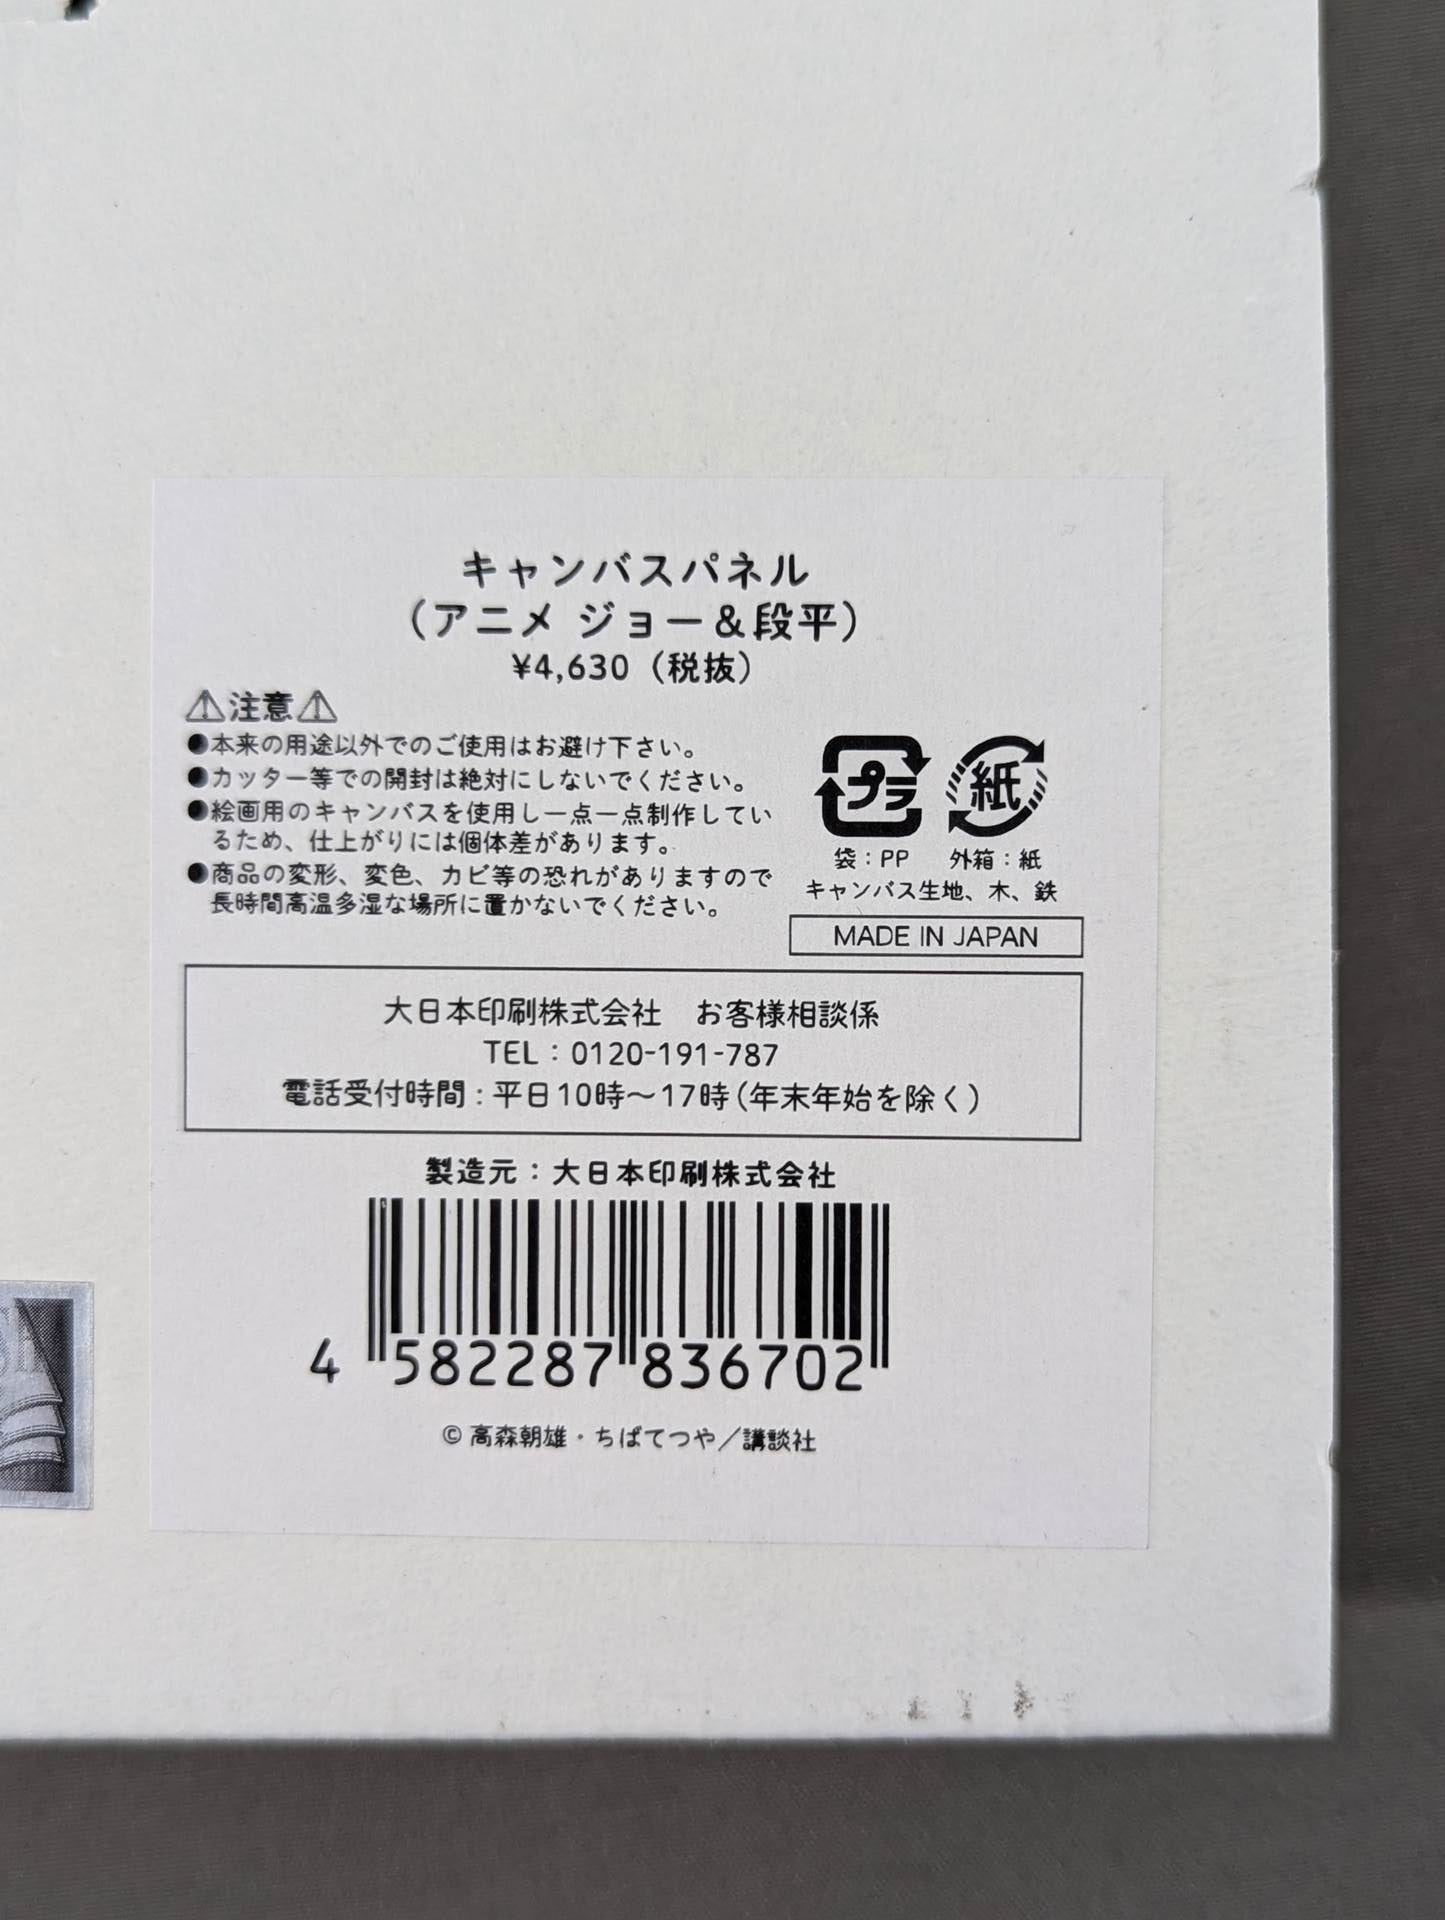 キャンバスパネル
（アニメ ジョー＆段平）
¥4,630（税抜）
⚠注意⚠
●本来の用途以外でのご使用はお避け下さい。
●カッター等での開封は絶対にしないでください。
●絵画用のキャンバスを使用し一点一点制作してい
るため、仕上がりには個体差があります。
●商品の変形、変色、カビ等の恐れがありますので
長時間高温多湿な場所に置かないでください。
プラ 紙
袋：PP 外箱：紙
キャンバス生地、木、鉄
MADE IN JAPAN
大日本印刷株式会社　お客様相談係
TEL：0120-191-787
電話受付時間：平日10時～17時（年末年始を除く）
製造元：大日本印刷株式会社
4 582287 836702
© 高森朝雄・ちばてつや／講談社